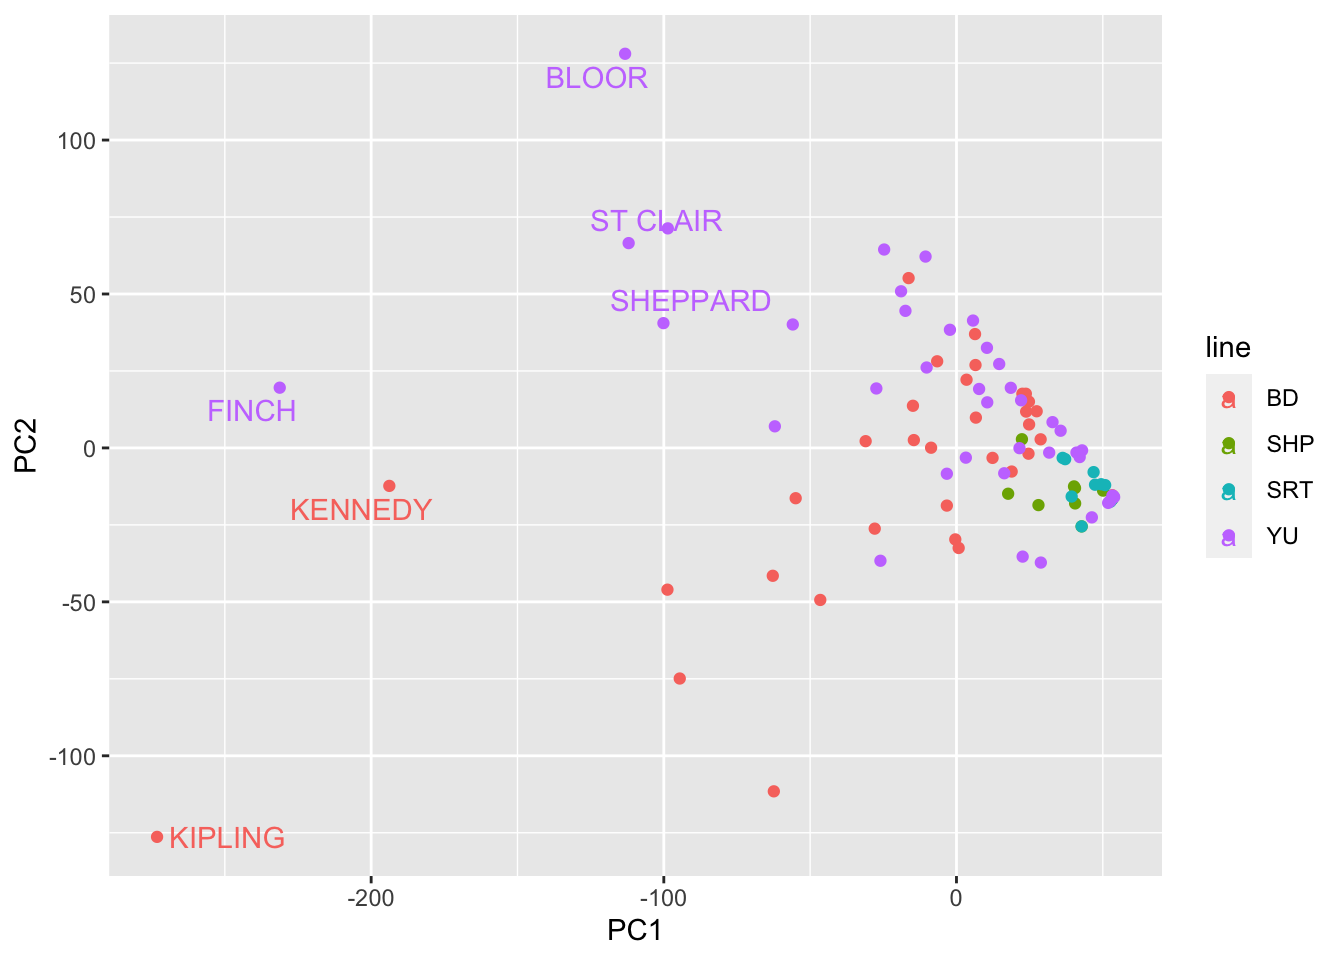 BLOOR
100
ST CLAIR
50
SHEPPARD
FINCH
0
KENNEDY
-50
-100
KIPLING
-200
-100
0
PC1
PC2
line
a BD
a SHP
a SRT
a YU